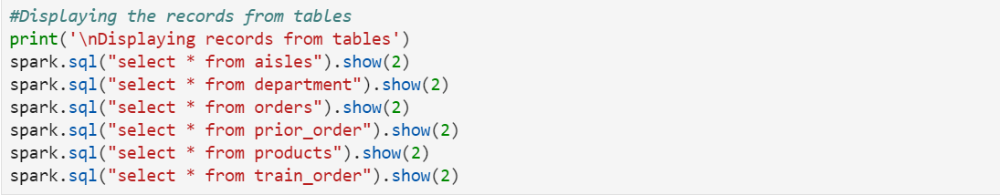 #Displaying the records from tables
print('\nDisplaying records from tables')
spark.sql("select * from aisles").show(2)
spark.sql("select * from department").show(2)
spark.sql("select * from orders").show(2)
spark.sql("select * from prior_order").show(2)
spark.sql("select * from products").show(2)
spark.sql("select * from train_order").show(2)